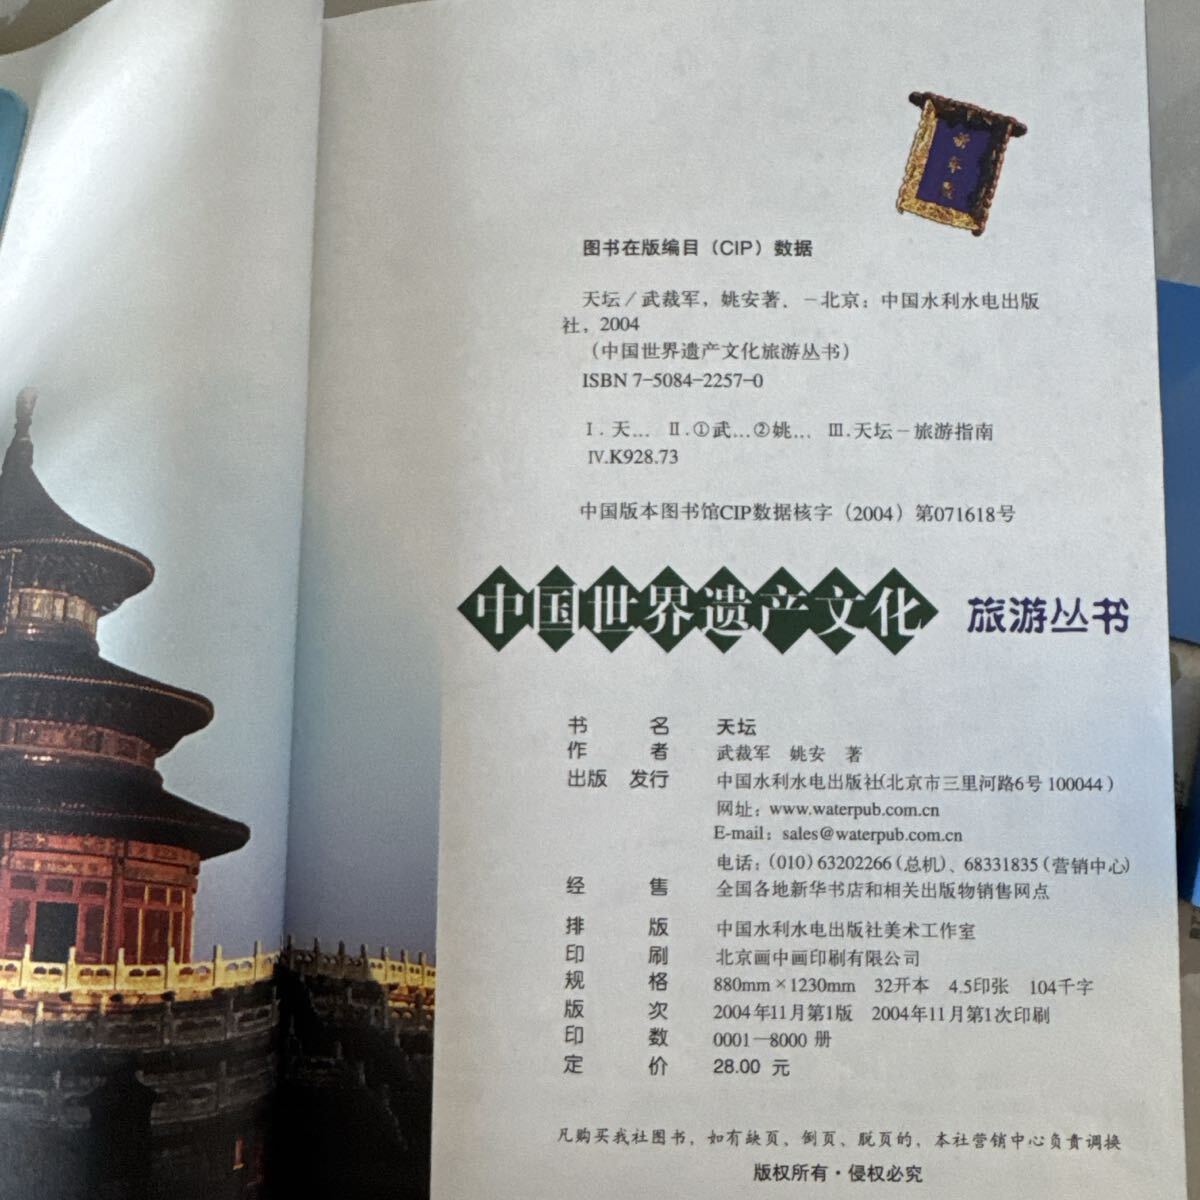 祈年殿
图书在版编目（CIP）数据
天坛／武裁军，姚安著．－北京：中国水利水电出版
社，2004
（中国世界遗产文化旅游丛书）
ISBN 7-5084-2257-0
Ⅰ．天… Ⅱ.①武…②姚… Ⅲ.天坛－旅游指南
Ⅳ.K928.73
中国版本图书馆CIP数据核字（2004）第071618号
中国世界遗产文化 旅游丛书
书 名 天坛
作 者 武裁军 姚安 著
出版 发行 中国水利水电出版社(北京市三里河路6号 100044）
网址：www.waterpub.com.cn
E-mail：sales@waterpub.com.cn
电话：(010) 63202266 (总机)、68331835 (营销中心)
经 售 全国各地新华书店和相关出版物销售网点
排 版 中国水利水电出版社美术工作室
印 刷 北京画中画印刷有限公司
规 格 880mm×1230mm 32开本 4.5印张 104千字
版 次 2004年11月第1版 2004年11月第1次印刷
印 数 0001—8000 册
定 价 28.00 元
凡购买我社图书，如有缺页、倒页、脱页的，本社营销中心负责调换
版权所有·侵权必究